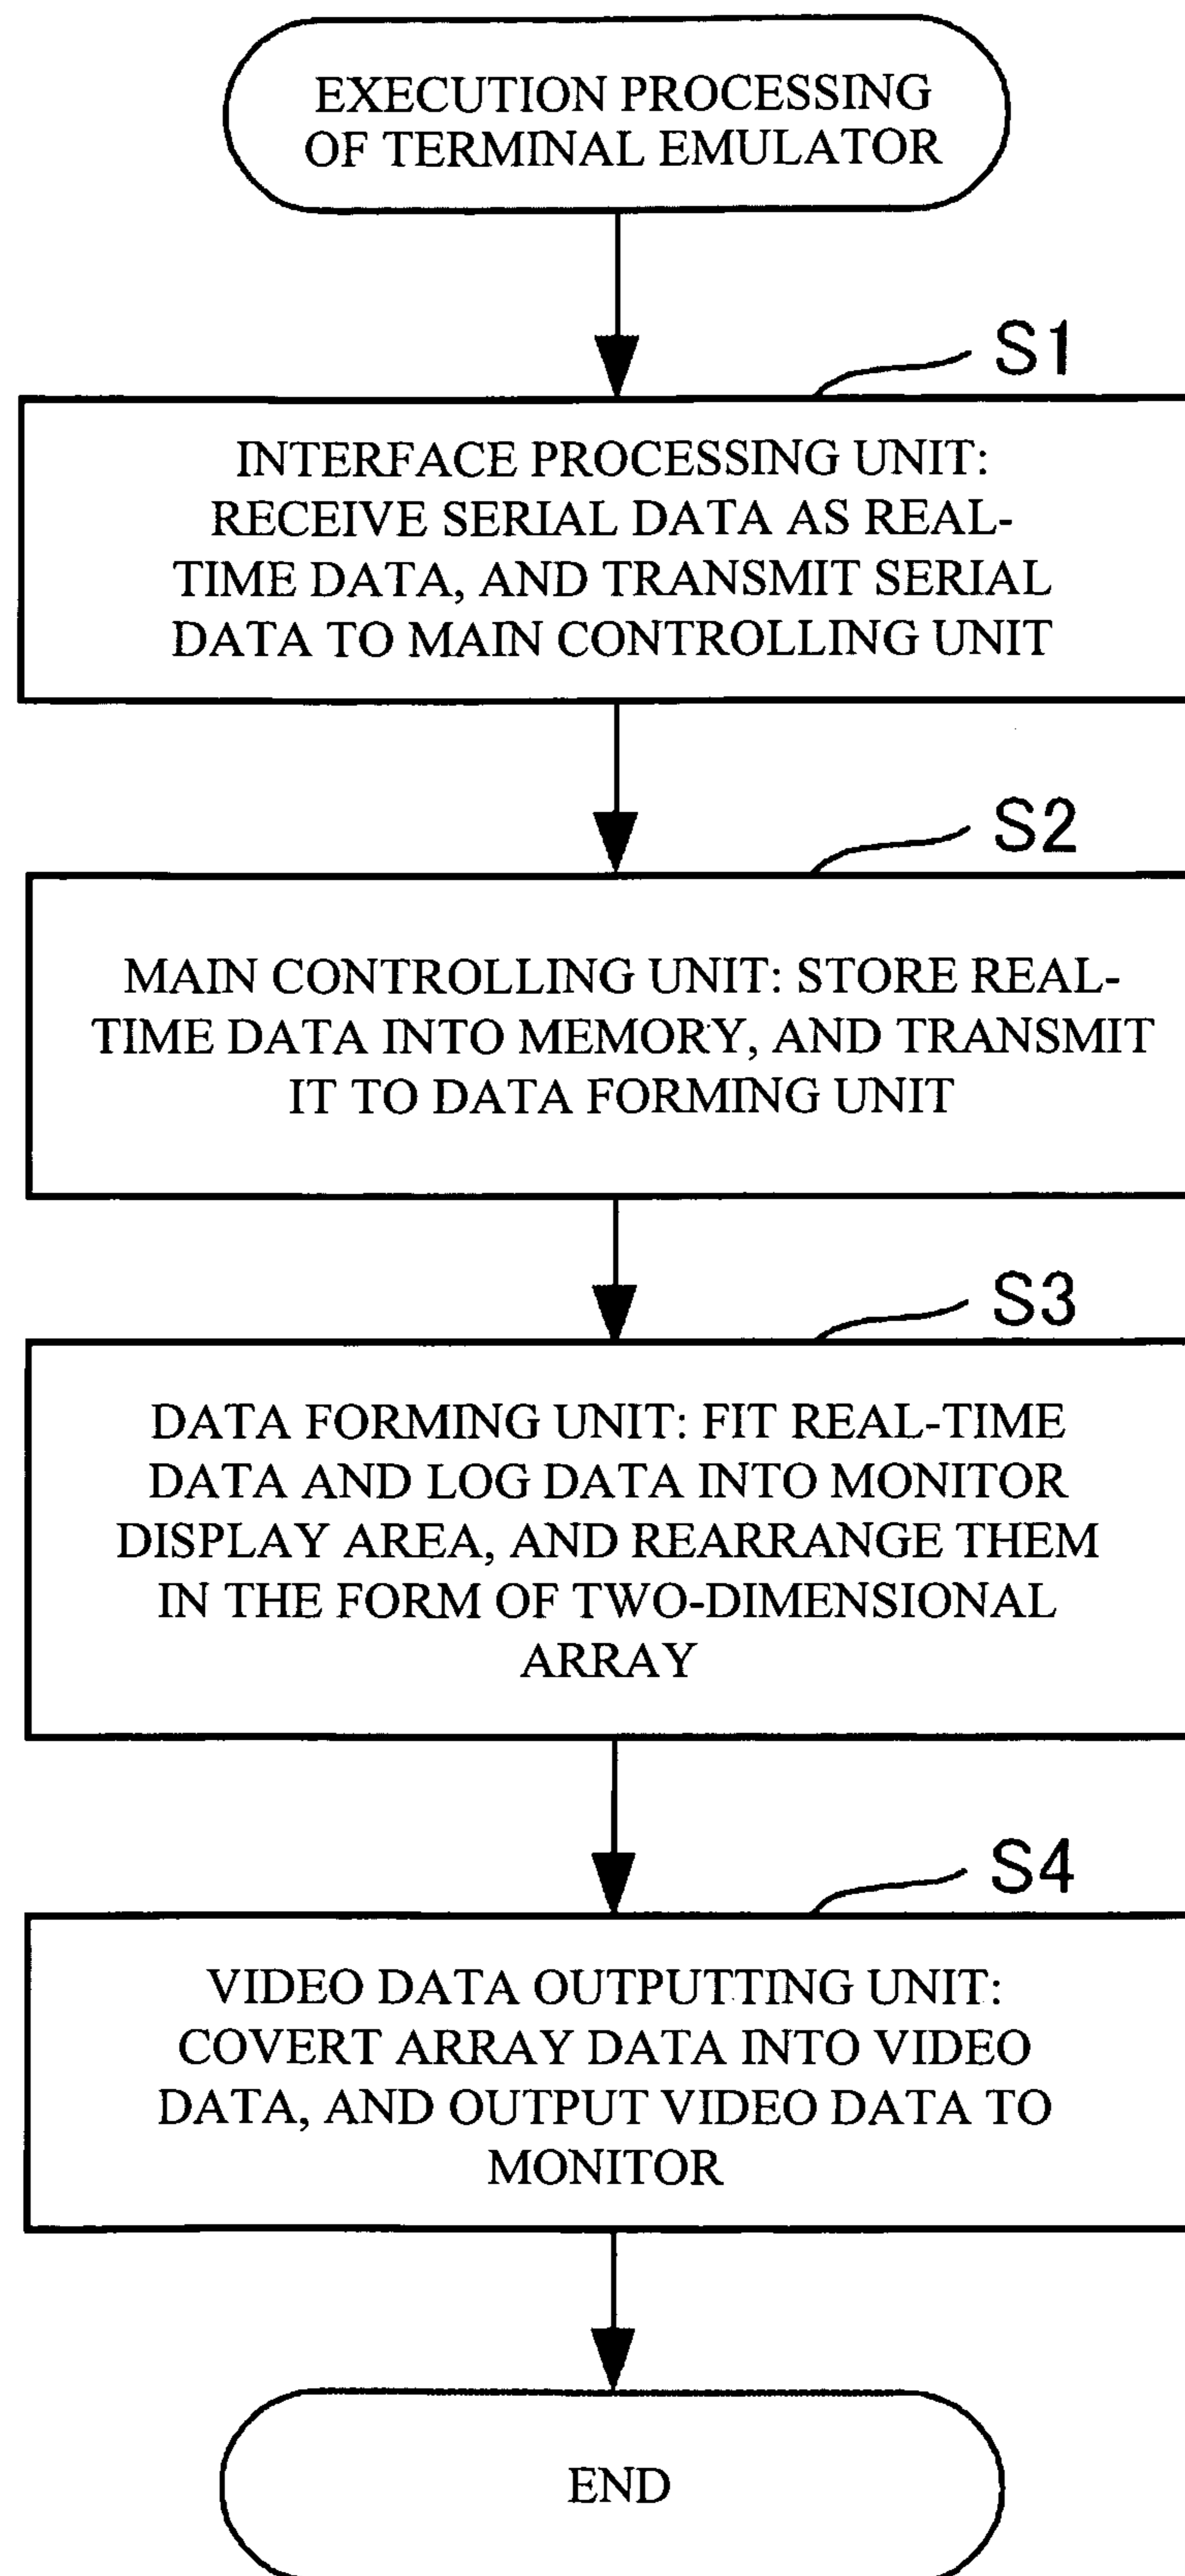 EXECUTION PROCESSING
OF TERMINAL EMULATOR
S1
INTERFACE PROCESSING UNIT:
RECEIVE SERIAL DATA AS REAL-
TIME DATA, AND TRANSMIT SERIAL
DATA TO MAIN CONTROLLING UNIT
S2
MAIN CONTROLLING UNIT: STORE REAL-
TIME DATA INTO MEMORY, AND TRANSMIT
IT TO DATA FORMING UNIT
S3
DATA FORMING UNIT: FIT REAL-TIME
DATA AND LOG DATA INTO MONITOR
DISPLAY AREA, AND REARRANGE THEM
IN THE FORM OF TWO-DIMENSIONAL
ARRAY
S4
VIDEO DATA OUTPUTTING UNIT:
COVERT ARRAY DATA INTO VIDEO
DATA, AND OUTPUT VIDEO DATA TO
MONITOR
END